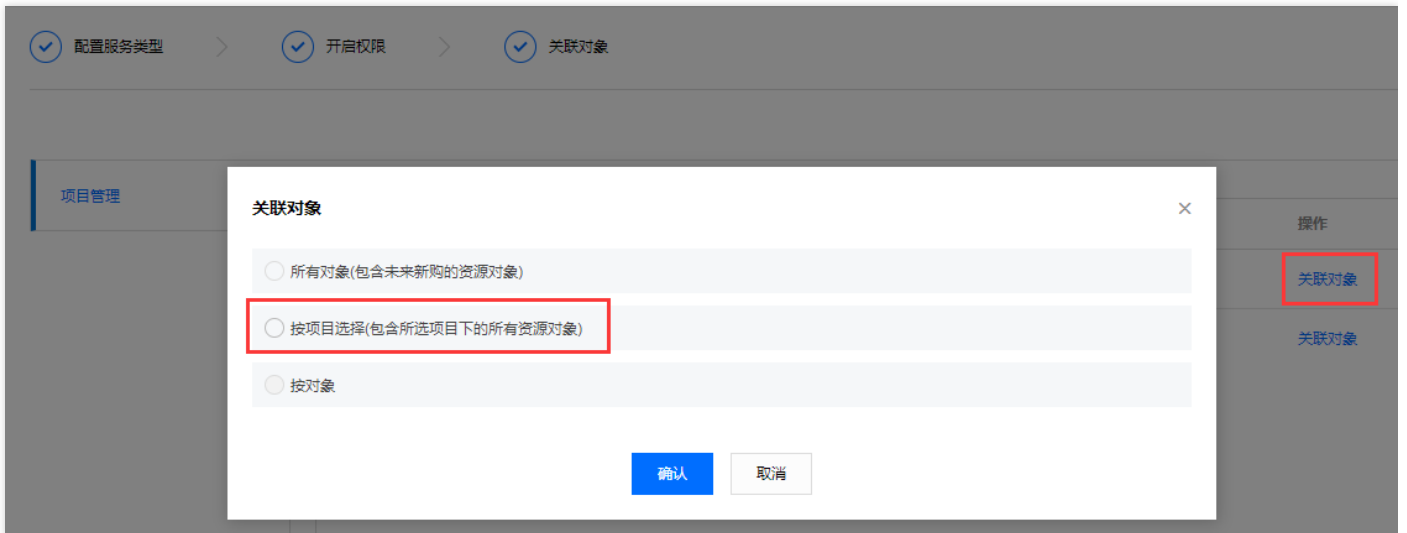 配置服务类型
开启权限
关联对象
项目管理
操作
关联对象
关联对象
关联对象
所有对象(包含未来新购的资源对象)
按项目选择(包含所选项目下的所有资源对象)
按对象
确认
取消